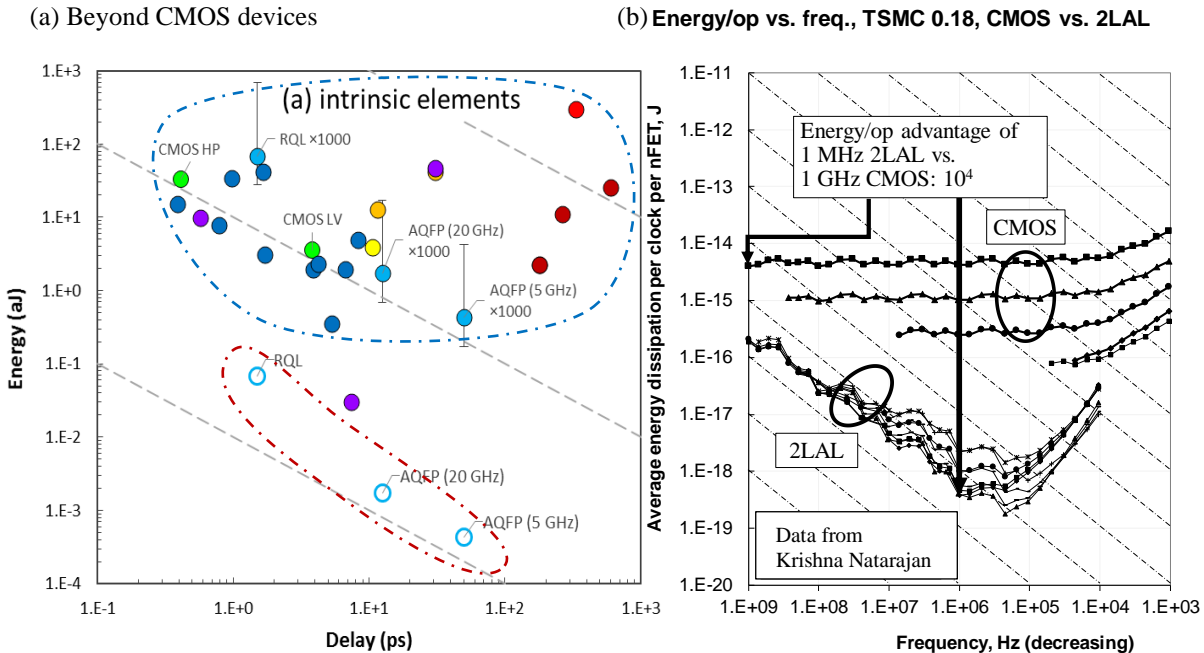 (a) Beyond CMOS devices
1.E+3
1.E+2
1.E+1
1.E+0
1.E-1
1.E-2
1.E-3
1.E-4
Energy (aJ)
(a) intrinsic elements
CMOS HP
RQL ×1000
CMOS LV
AQFP (20 GHz)
×1000
AQFP (5 GHz)
×1000
RQL
AQFP (20 GHz)
AQFP (5 GHz)
1.E-1
1.E+0
1.E+1
1.E+2
1.E+3
Delay (ps)
(b) Energy/op vs. freq., TSMC 0.18, CMOS vs. 2LAL
1.E-11
1.E-12
1.E-13
1.E-14
1.E-15
1.E-16
1.E-17
1.E-18
1.E-19
1.E-20
Average energy dissipation per clock per nFET, J
Energy/op advantage of
1 MHz 2LAL vs.
1 GHz CMOS: 10⁴
CMOS
2LAL
Data from
Krishna Natarajan
1.E+09
1.E+08
1.E+07
1.E+06
1.E+05
1.E+04
1.E+03
Frequency, Hz (decreasing)